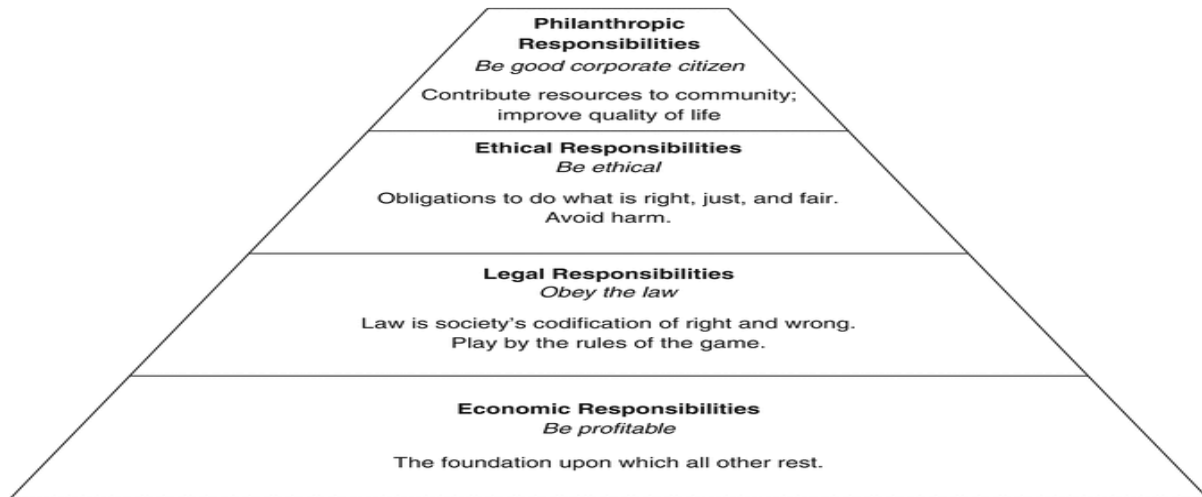 Philanthropic
Responsibilities
Be good corporate citizen
Contribute resources to community;
improve quality of life
Ethical Responsibilities
Be ethical
Obligations to do what is right, just, and fair.
Avoid harm.
Legal Responsibilities
Obey the law
Law is society's codification of right and wrong.
Play by the rules of the game.
Economic Responsibilities
Be profitable
The foundation upon which all other rest.